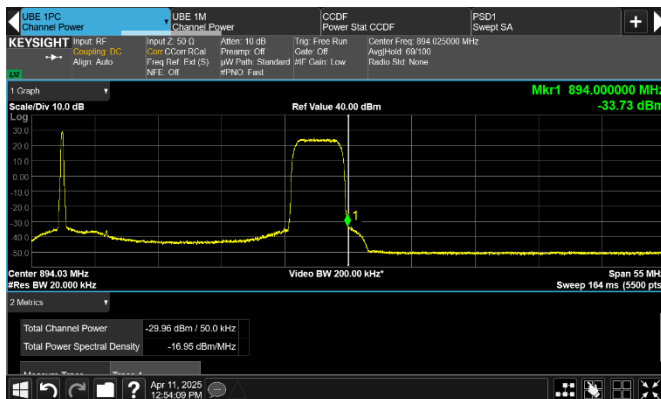 UBE 1PC
Channel Power
UBE 1M
Channel Power
CCDF
Power Stat CCDF
PSD1
Swept SA
+
KEYSIGHT
Input: RF
Coupling: DC
Align: Auto
LXI
Input Z: 50 Ω
Corr CCorr RCal
Freq Ref: Ext (S)
NFE: Off
Atten: 10 dB
Preamp: Off
µW Path: Standard
#PNO: Fast
Trig: Free Run
Gate: Off
#IF Gain: Low
Center Freq: 894.025000 MHz
Avg|Hold: 69/100
Radio Std: None
1 Graph
Mkr1 894.000000 MHz
-33.73 dBm
Scale/Div 10.0 dB
Ref Value 40.00 dBm
Log
30.0
20.0
10.0
0.00
-10.0
-20.0
-30.0
-40.0
-50.0
1
Center 894.03 MHz
Video BW 200.00 kHz*
Span 55 MHz
#Res BW 20.000 kHz
Sweep 164 ms (5500 pts)
2 Metrics
Total Channel Power -29.96 dBm / 50.0 kHz
Total Power Spectral Density -16.95 dBm/MHz
Measure Trace Trace 1
?
Apr 11, 2025
12:54:09 PM